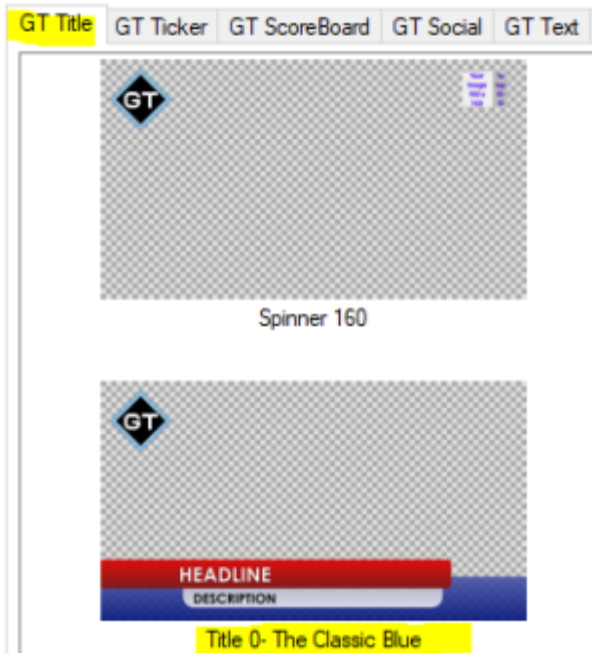 GT Title GT Ticker GT ScoreBoard GT Social GT Text
GT
Spinner 160
GT
HEADLINE
DESCRIPTION
Title 0- The Classic Blue